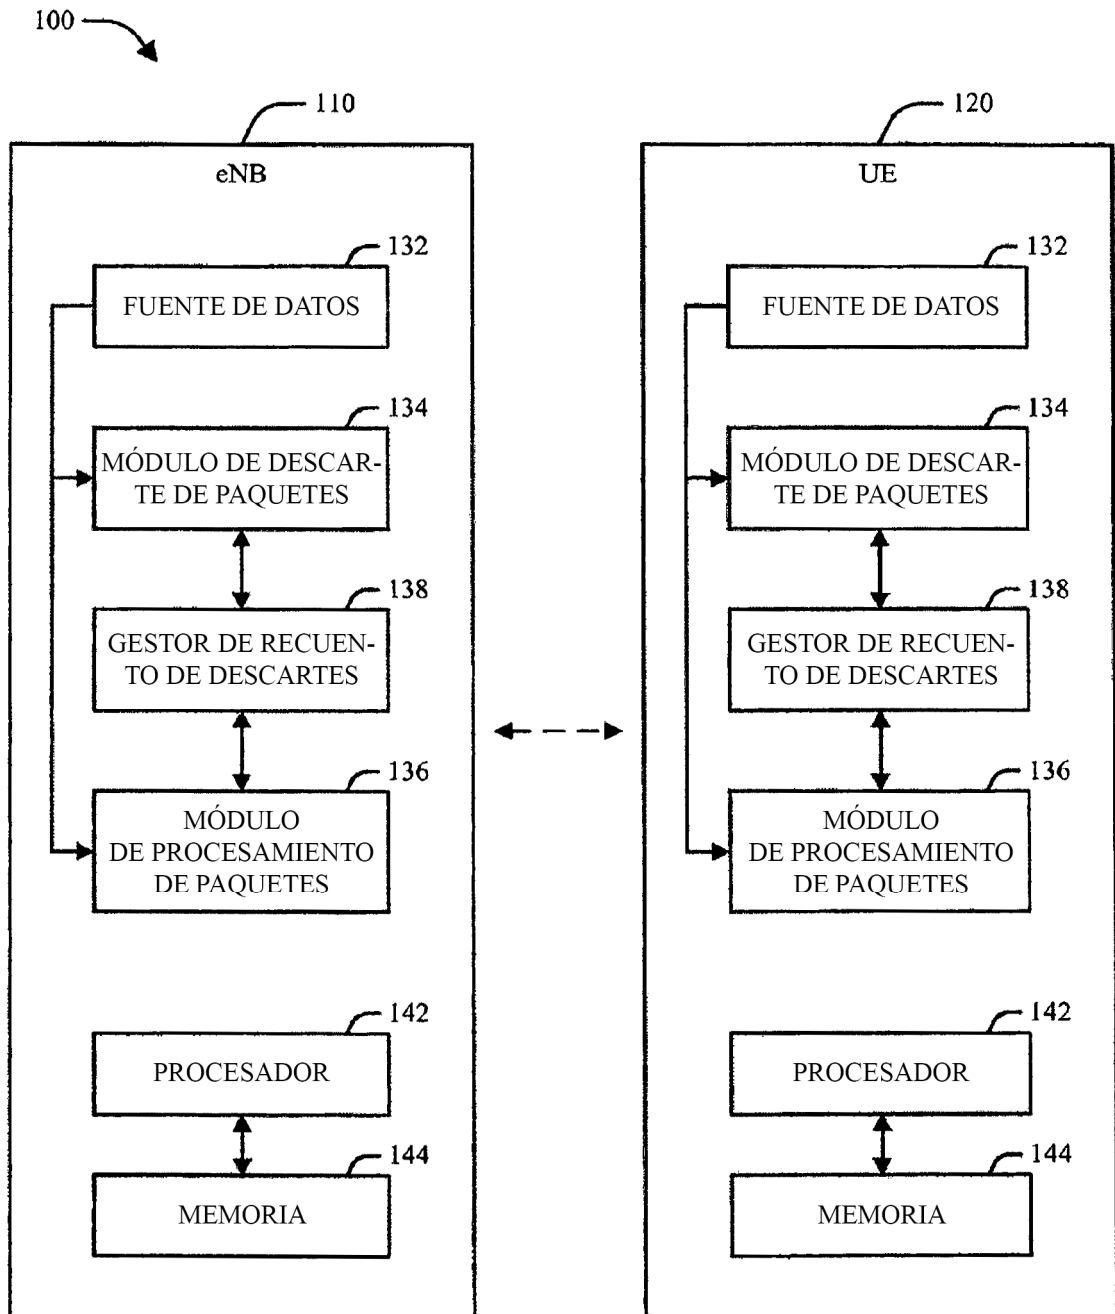 100
110
120
eNB
UE
132
132
FUENTE DE DATOS
FUENTE DE DATOS
134
134
MÓDULO DE DESCAR-
TE DE PAQUETES
MÓDULO DE DESCAR-
TE DE PAQUETES
138
138
GESTOR DE RECUEN-
TO DE DESCARTES
GESTOR DE RECUEN-
TO DE DESCARTES
136
136
MÓDULO
DE PROCESAMIENTO
DE PAQUETES
MÓDULO
DE PROCESAMIENTO
DE PAQUETES
142
142
PROCESADOR
PROCESADOR
144
144
MEMORIA
MEMORIA